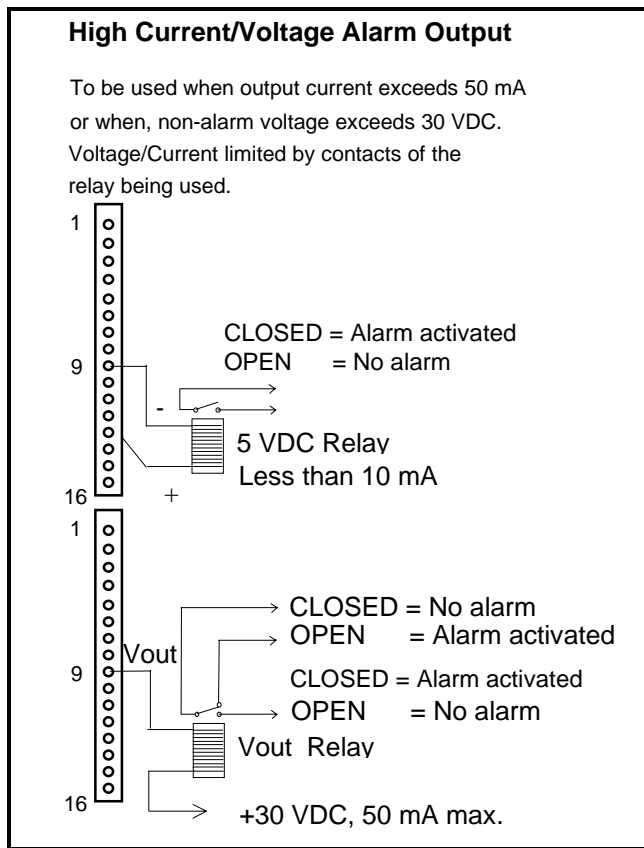 High Current/Voltage Alarm Output
To be used when output current exceeds 50 mA
or when, non-alarm voltage exceeds 30 VDC.
Voltage/Current limited by contacts of the
relay being used.
1
CLOSED = Alarm activated
9 OPEN = No alarm
-
5 VDC Relay
Less than 10 mA
16 +
1
CLOSED = No alarm
OPEN = Alarm activated
Vout
9 CLOSED = Alarm activated
OPEN = No alarm
Vout Relay
16 +30 VDC, 50 mA max.